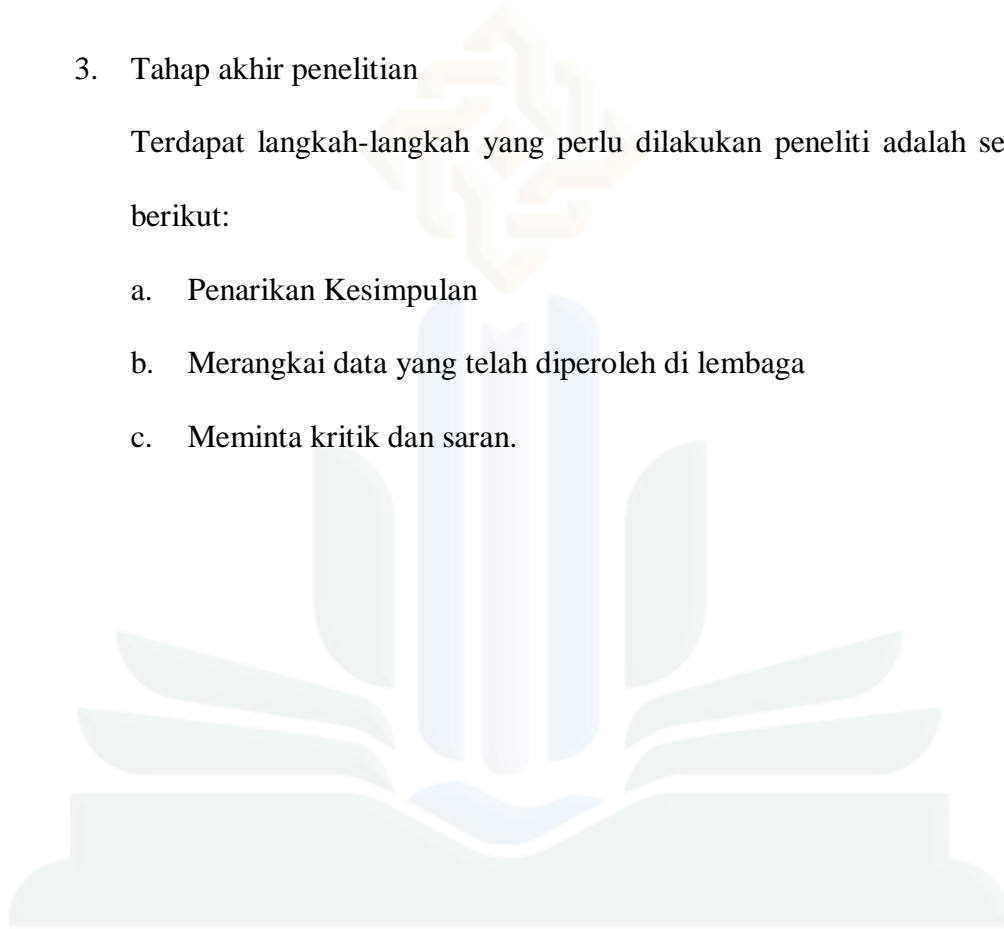 3. Tahap akhir penelitian
Terdapat langkah-langkah yang perlu dilakukan peneliti adalah se
berikut:
a. Penarikan Kesimpulan
b. Merangkai data yang telah diperoleh di lembaga
c. Meminta kritik dan saran.